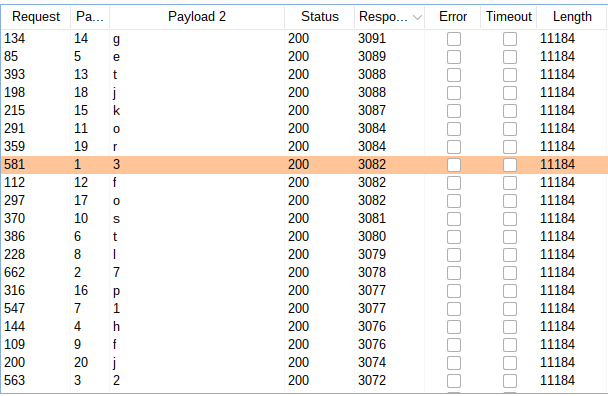 Request Pa... Payload 2 Status Respo... Error Timeout Length
134 14 g 200 3091 11184
85 5 e 200 3089 11184
393 13 t 200 3088 11184
198 18 j 200 3088 11184
215 15 k 200 3087 11184
291 11 o 200 3084 11184
359 19 r 200 3084 11184
581 1 3 200 3082 11184
112 12 f 200 3082 11184
297 17 o 200 3082 11184
370 10 s 200 3081 11184
386 6 t 200 3080 11184
228 8 l 200 3079 11184
662 2 7 200 3078 11184
316 16 p 200 3077 11184
547 7 1 200 3077 11184
144 4 h 200 3076 11184
109 9 f 200 3076 11184
200 20 j 200 3074 11184
563 3 2 200 3072 11184